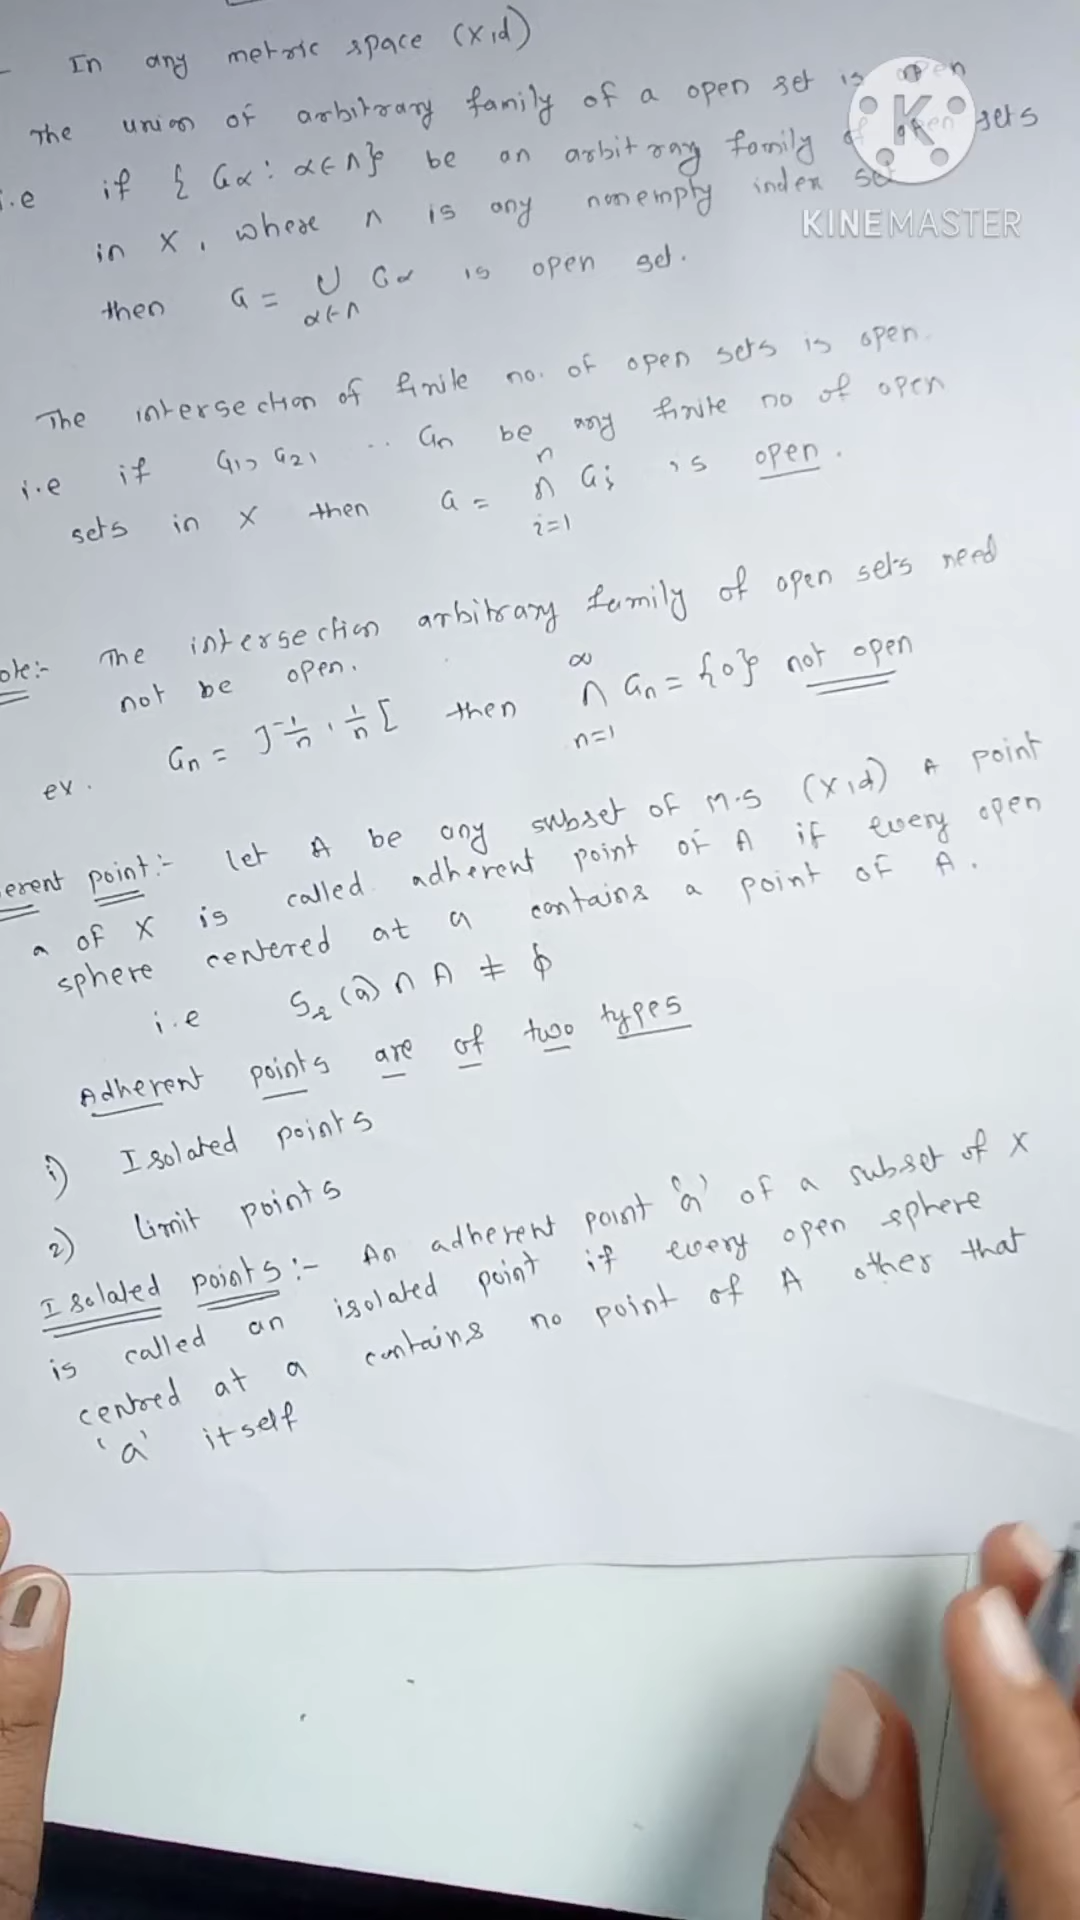 In any metric space (X,d)
The union of arbitrary family of a open set is open
i.e if { Gα : α∈Λ} be an arbitrary family of open sets
in X, where Λ is any nonempty index set
then G = ∪ Gα is open set.
α∈Λ
The intersection of finite no. of open sets is open.
i.e if G1, G2, .. Gn be any finite no of open
sets in X then G = n∩i=1 Gi is open.
ote:- The intersection arbitrary family of open sets need
not be open.
ex. Gn = ]-1/n, 1/n[ then ∞∩n=1 Gn = {0} not open
erent point:- let A be any subset of M.S (X,d) A point
a of X is called adherent point of A if every open
sphere centered at a contains a point of A.
i.e Sr(a) ∩ A ≠ ϕ
Adherent points are of two types
1) Isolated points
2) Limit points
Isolated points:- An adherent point 'a' of a subset of X
is called an isolated point if every open sphere
centred at a contains no point of A other that
'a' itself
KINEMASTER